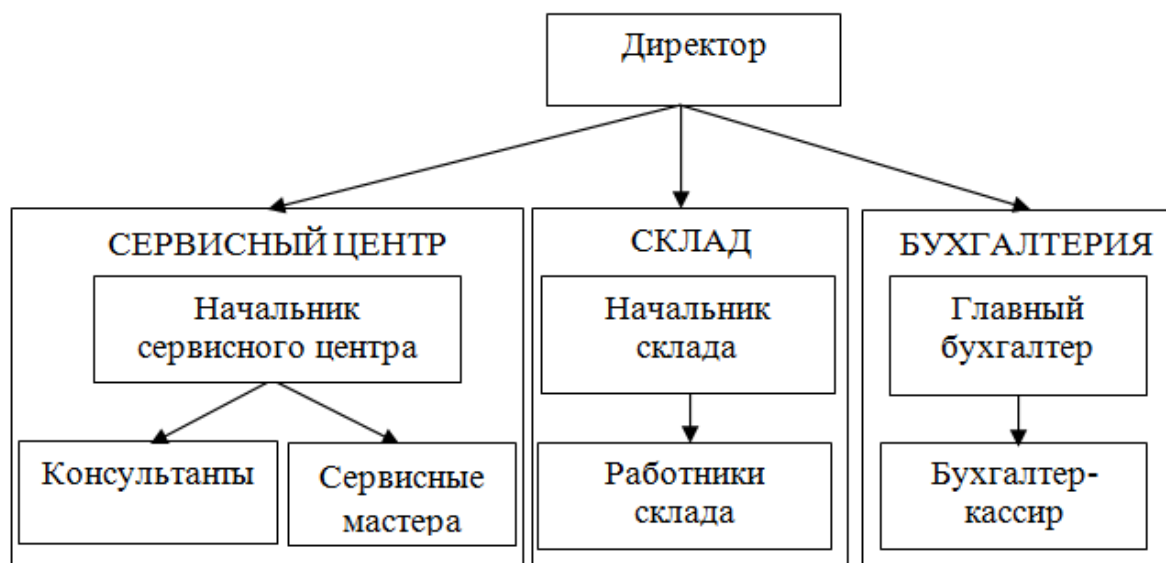 Директор
СЕРВИСНЫЙ ЦЕНТР
Начальник
сервисного центра
Консультанты
Сервисные
мастера
СКЛАД
Начальник
склада
Работники
склада
БУХГАЛТЕРИЯ
Главный
бухгалтер
Бухгалтер-
кассир